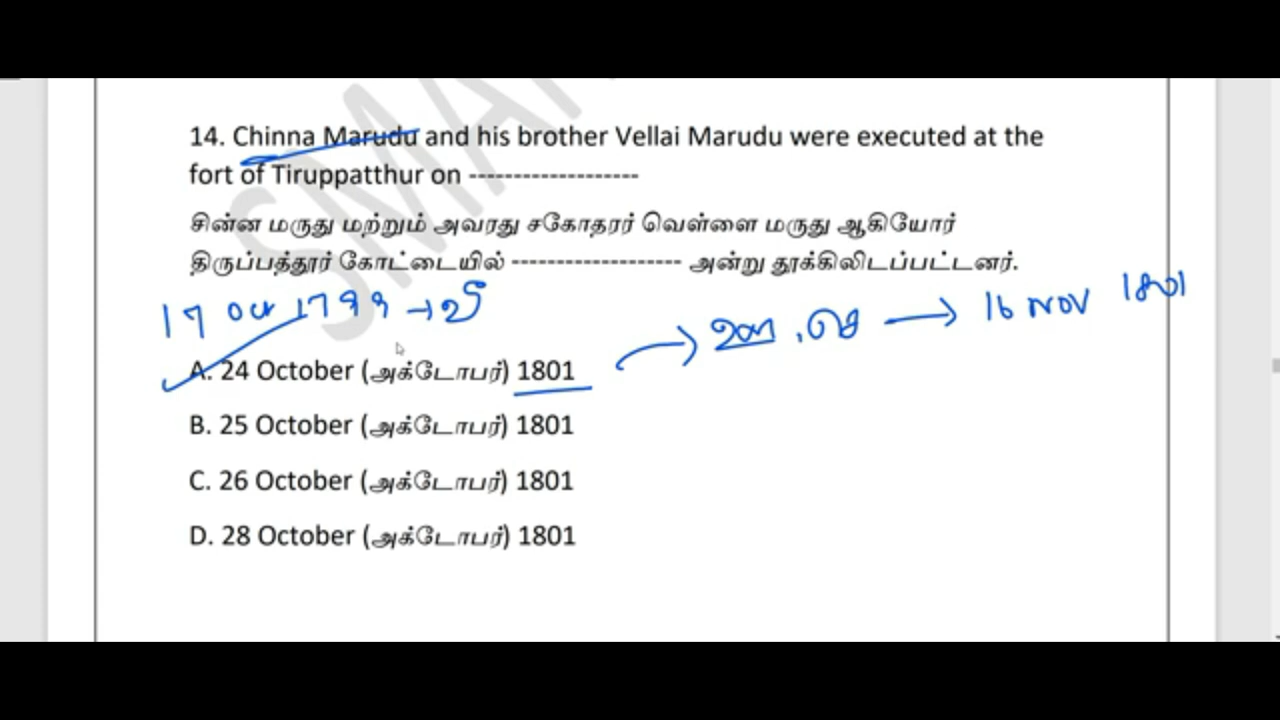 14. Chinna Marudu and his brother Vellai Marudu were executed at the
fort of Tiruppatthur on -------------------
சின்ன மருது மற்றும் அவரது சகோதரர் வெள்ளை மருது ஆகியோர்
திருப்பத்தூர் கோட்டையில் ------------------- அன்று தூக்கிலிடப்பட்டனர்.
17 Oct 1799 → வீ
→ ஊ.செ → 16 Nov 1801
A. 24 October (அக்டோபர்) 1801
B. 25 October (அக்டோபர்) 1801
C. 26 October (அக்டோபர்) 1801
D. 28 October (அக்டோபர்) 1801